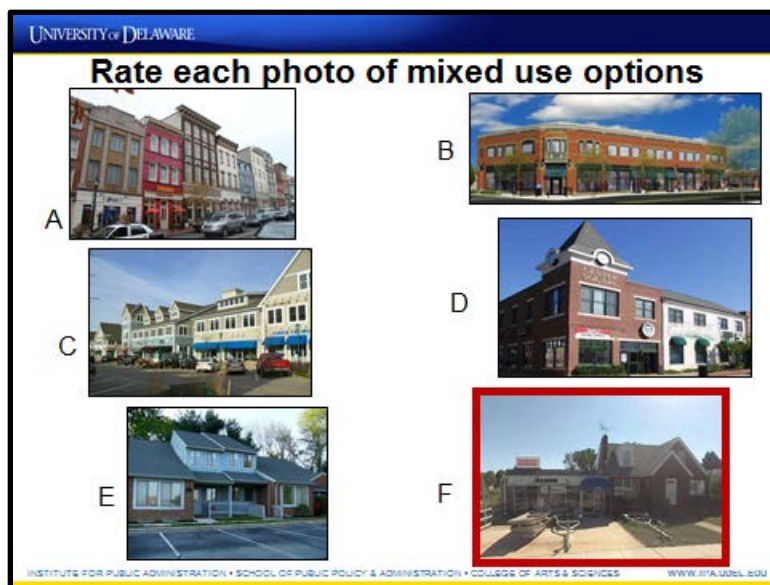 UNIVERSITY OF DELAWARE
Rate each photo of mixed use options
A
B
C
D
E
F
INSTITUTE FOR PUBLIC ADMINISTRATION • SCHOOL OF PUBLIC POLICY & ADMINISTRATION • COLLEGE OF ARTS & SCIENCES WWW.IPA.UDEL.EDU